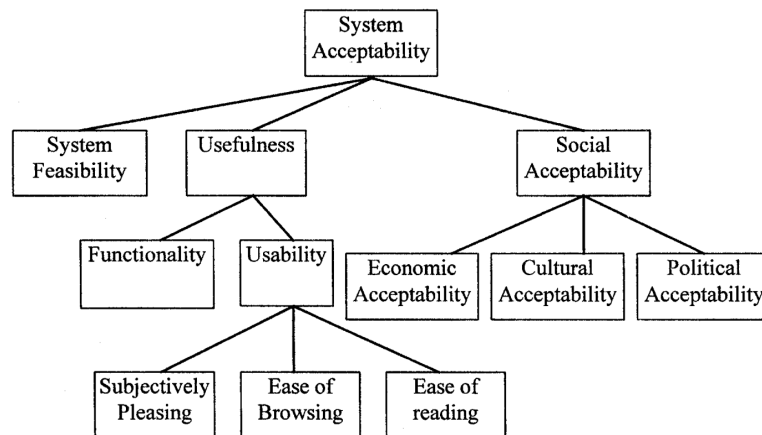 System
Acceptability
System
Feasibility
Usefulness
Social
Acceptability
Functionality
Usability
Economic
Acceptability
Cultural
Acceptability
Political
Acceptability
Subjectively
Pleasing
Ease of
Browsing
Ease of
reading